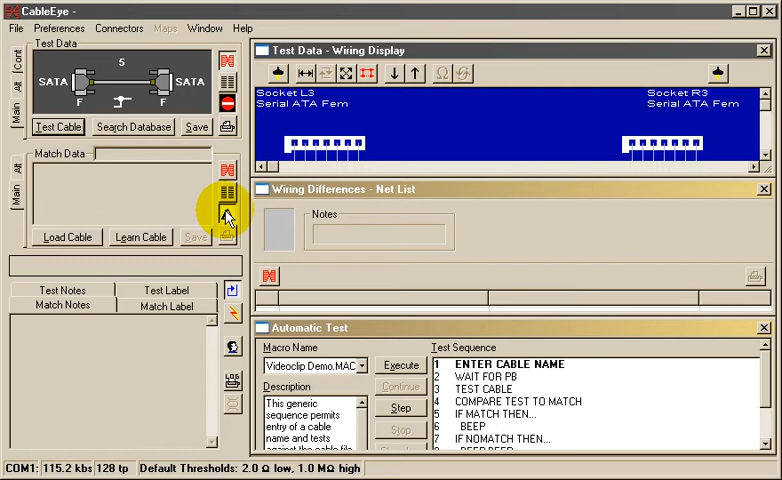 CableEye -
File Preferences Connectors Maps Window Help
Test Data
Cont
Alt
Main
5
SATA SATA
F F
Test Cable Search Database Save
Match Data
Alt
Main
Load Cable Learn Cable Save
Test Notes Test Label
Match Notes Match Label
LOG
Test Data - Wiring Display
Ω
Socket L3 Socket R3
Serial ATA Fem Serial ATA Fem
Wiring Differences - Net List
Notes
Automatic Test
Macro Name
Videoclip Demo.MAC
Description
This generic
sequence permits
entry of a cable
name and tests
against the cable file
Execute
Continue
Step
Stop
Test Sequence
1 ENTER CABLE NAME
2 WAIT FOR PB
3 TEST CABLE
4 COMPARE TEST TO MATCH
5 IF MATCH THEN...
6 BEEP
7 IF NOMATCH THEN...
COM1: 115.2 kbs 128 tp Default Thresholds: 2.0 Ω low, 1.0 MΩ high